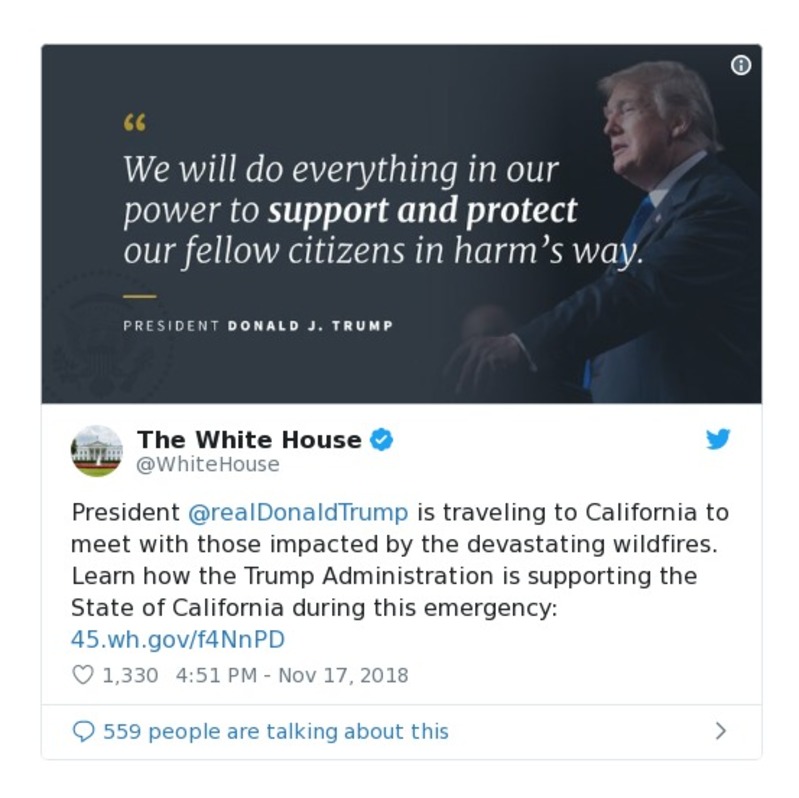 “
We will do everything in our
power to support and protect
our fellow citizens in harm’s way.
PRESIDENT DONALD J. TRUMP
The White House
@WhiteHouse
President @realDonaldTrump is traveling to California to
meet with those impacted by the devastating wildfires.
Learn how the Trump Administration is supporting the
State of California during this emergency:
45.wh.gov/f4NnPD
1,330 4:51 PM - Nov 17, 2018
559 people are talking about this